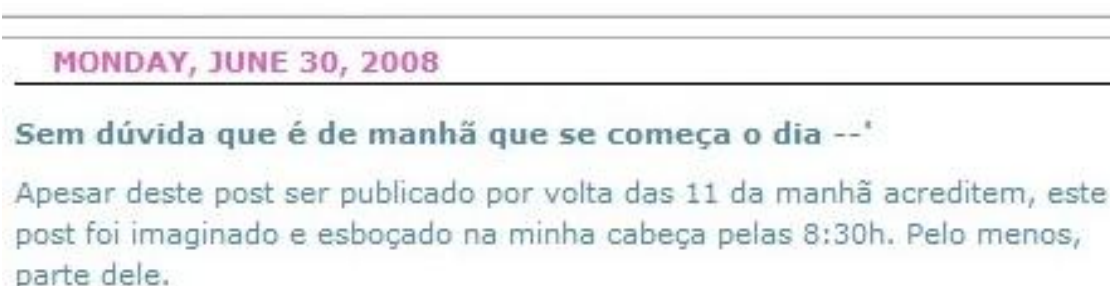 MONDAY, JUNE 30, 2008
Sem dúvida que é de manhã que se começa o dia --'
Apesar deste post ser publicado por volta das 11 da manhã acreditem, este
post foi imaginado e esboçado na minha cabeça pelas 8:30h. Pelo menos,
parte dele.